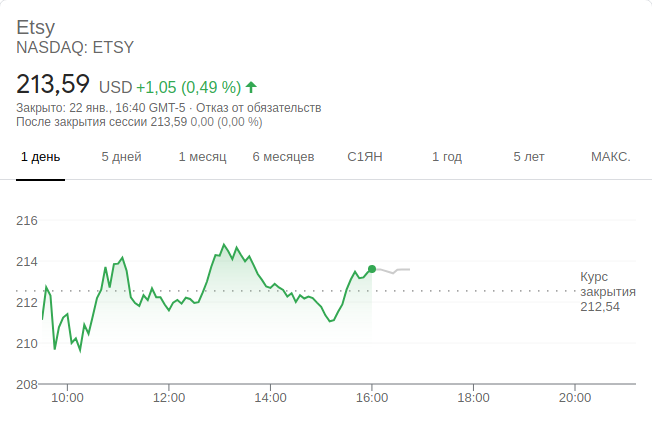 Etsy
NASDAQ: ETSY
213,59 USD +1,05 (0,49 %)
Закрыто: 22 янв., 16:40 GMT-5 · Отказ от обязательств
После закрытия сессии 213,59 0,00 (0,00 %)
1 день 5 дней 1 месяц 6 месяцев С1ЯН 1 год 5 лет МАКС.
216
214
Курс
закрытия
212
212,54
210
208
10:00 12:00 14:00 16:00 18:00 20:00